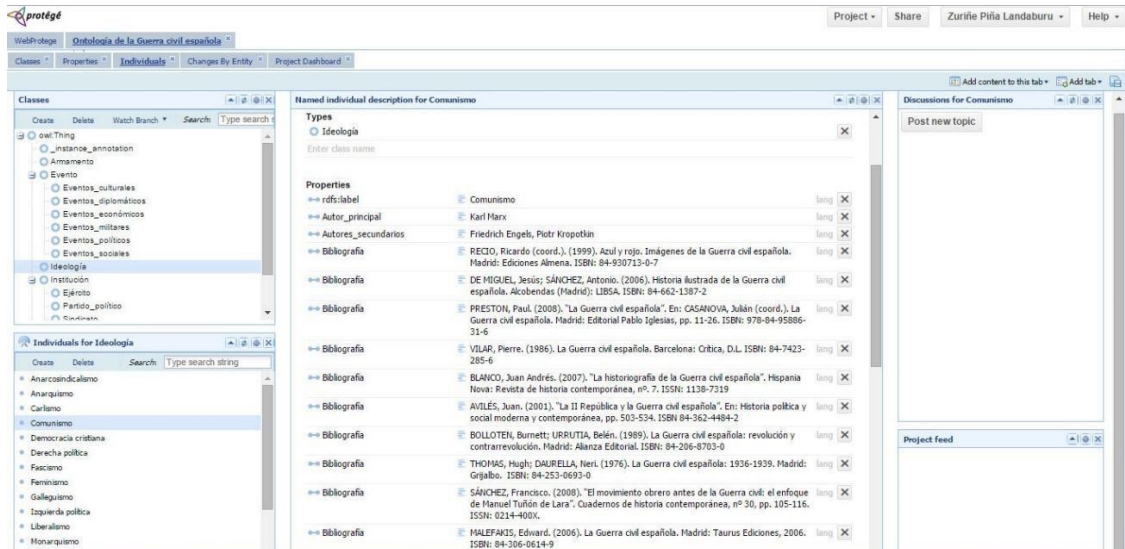 protégé
Project
Share
Zuriñe Piña Landaburu
Help
WebProtege
Ontología de la Guerra civil española
Classes
Properties
Individuals
Changes By Entity
Project Dashboard
Add content to this tab
Add tab
Classes
Create Delete Watch Branch Search: Type search s
owl:Thing
_instance_annotation
Armamento
Evento
Eventos_culturales
Eventos_diplomáticos
Eventos_económicos
Eventos_militares
Eventos_políticos
Eventos_sociales
Ideología
Institución
Ejército
Partido_político
Sindicato
Individuals for Ideología
Create Delete Search: Type search string
Anarcosindicalismo
Anarquismo
Carlismo
Comunismo
Democracia cristiana
Derecha política
Fascismo
Feminismo
Galleguismo
Izquierda política
Liberalismo
Monarquismo
Named individual description for Comunismo
Types
Ideología
Enter class name
Properties
rdfs:label Comunismo lang
Autor_principal Karl Marx lang
Autores_secundarios Friedrich Engels, Piotr Kropotkin lang
Bibliografía RECIO, Ricardo (coord.). (1999). Azul y rojo. Imágenes de la Guerra civil española. lang
Madrid: Ediciones Almena. ISBN: 84-930713-0-7
Bibliografía DE MIGUEL, Jesús; SÁNCHEZ, Antonio. (2006). Historia ilustrada de la Guerra civil lang
española. Alcobendas (Madrid): LIBSA. ISBN: 84-662-1387-2
Bibliografía PRESTON, Paul. (2008). "La Guerra civil española". En: CASANOVA, Julián (coord.). La lang
Guerra civil española. Madrid: Editorial Pablo Iglesias, pp. 11-26. ISBN: 978-84-95886-
31-6
Bibliografía VILAR, Pierre. (1986). La Guerra civil española. Barcelona: Crítica, D.L. ISBN: 84-7423- lang
285-6
Bibliografía BLANCO, Juan Andrés. (2007). "La historiografía de la Guerra civil española". Hispania lang
Nova: Revista de historia contemporánea, nº. 7. ISSN: 1138-7319
Bibliografía AVILÉS, Juan. (2001). "La II República y la Guerra civil española". En: Historia política y lang
social moderna y contemporánea, pp. 503-534. ISBN 84-362-4484-2
Bibliografía BOLLOTEN, Burnett; URRUTIA, Belén. (1989). La Guerra civil española: revolución y lang
contrarrevolución. Madrid: Alianza Editorial. ISBN: 84-206-8703-0
Bibliografía THOMAS, Hugh; DAURELLA, Neri. (1976). La Guerra civil española: 1936-1939. Madrid: lang
Grijalbo. ISBN: 84-253-0693-0
Bibliografía SÁNCHEZ, Francisco. (2008). "El movimiento obrero antes de la Guerra civil: el enfoque lang
de Manuel Tuñón de Lara". Cuadernos de historia contemporánea, nº 30, pp. 105-116.
ISSN: 0214-400X.
Bibliografía MALEFAKIS, Edward. (2006). La Guerra civil española. Madrid: Taurus Ediciones, 2006. lang
ISBN: 84-306-0614-9
Discussions for Comunismo
Post new topic
Project feed